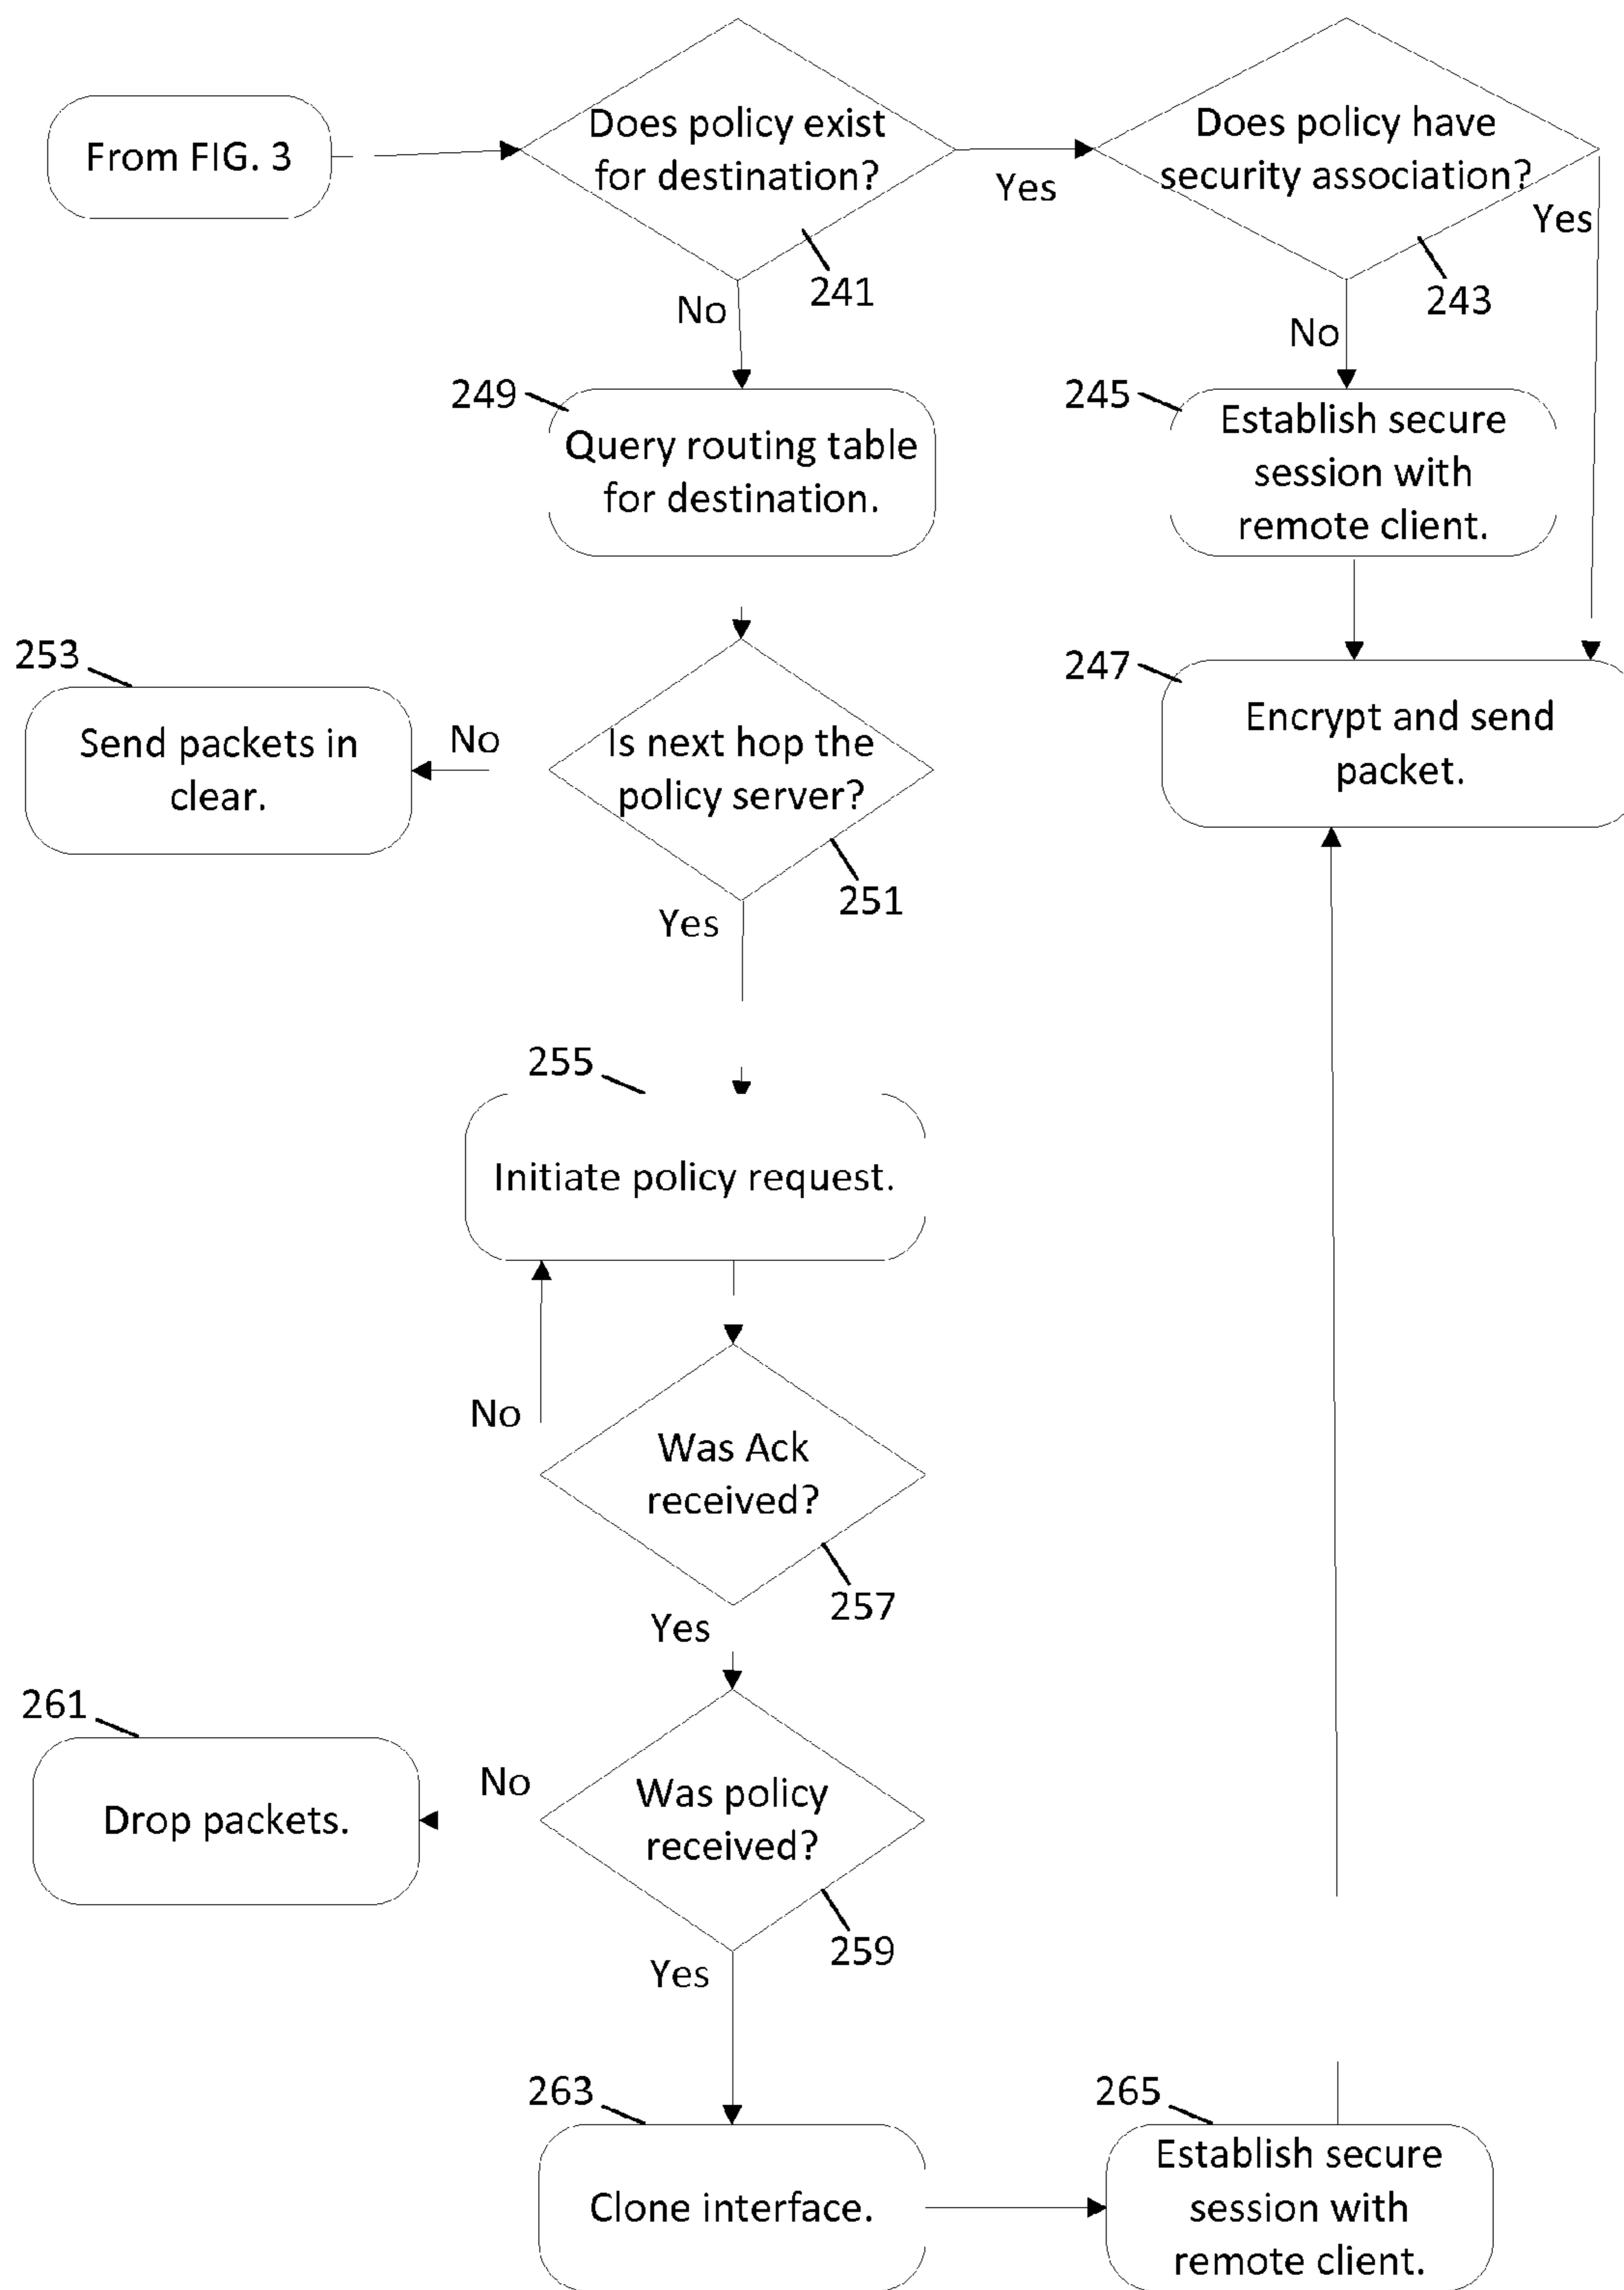 From FIG. 3
Does policy exist
for destination?
241
Yes
Does policy have
security association?
243
Yes
No
No
249
Query routing table
for destination.
245
Establish secure
session with
remote client.
253
Send packets in
clear.
No
Is next hop the
policy server?
251
Yes
247
Encrypt and send
packet.
255
Initiate policy request.
No
Was Ack
received?
257
Yes
261
Drop packets.
No
Was policy
received?
259
Yes
263
Clone interface.
265
Establish secure
session with
remote client.